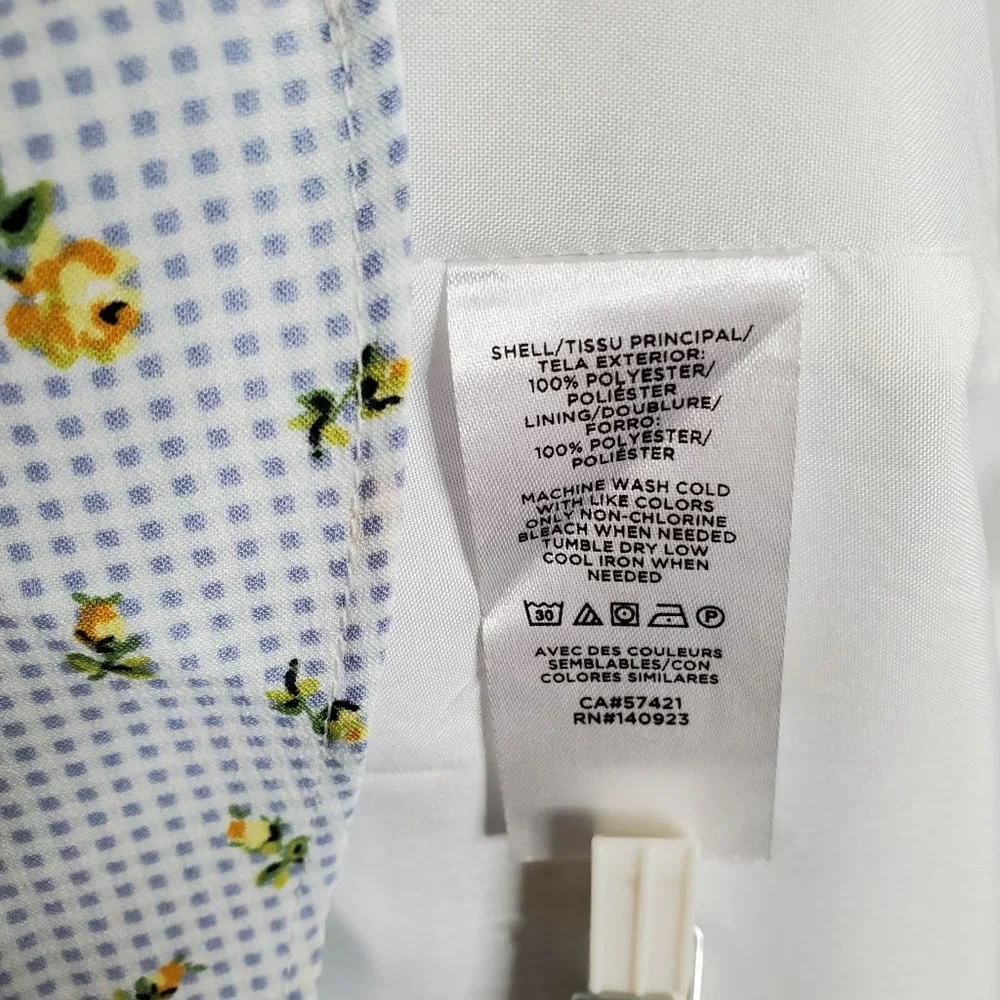 SHELL/TISSU PRINCIPAL/
TELA EXTERIOR:
100% POLYESTER/
POLIÉSTER
LINING/DOUBLURE/
FORRO:
100% POLYESTER/
POLIÉSTER
MACHINE WASH COLD
WITH LIKE COLORS
ONLY NON-CHLORINE
BLEACH WHEN NEEDED
TUMBLE DRY LOW
COOL IRON WHEN
NEEDED
30 P
AVEC DES COULEURS
SEMBLABLES/CON
COLORES SIMILARES
CA#57421
RN#140923